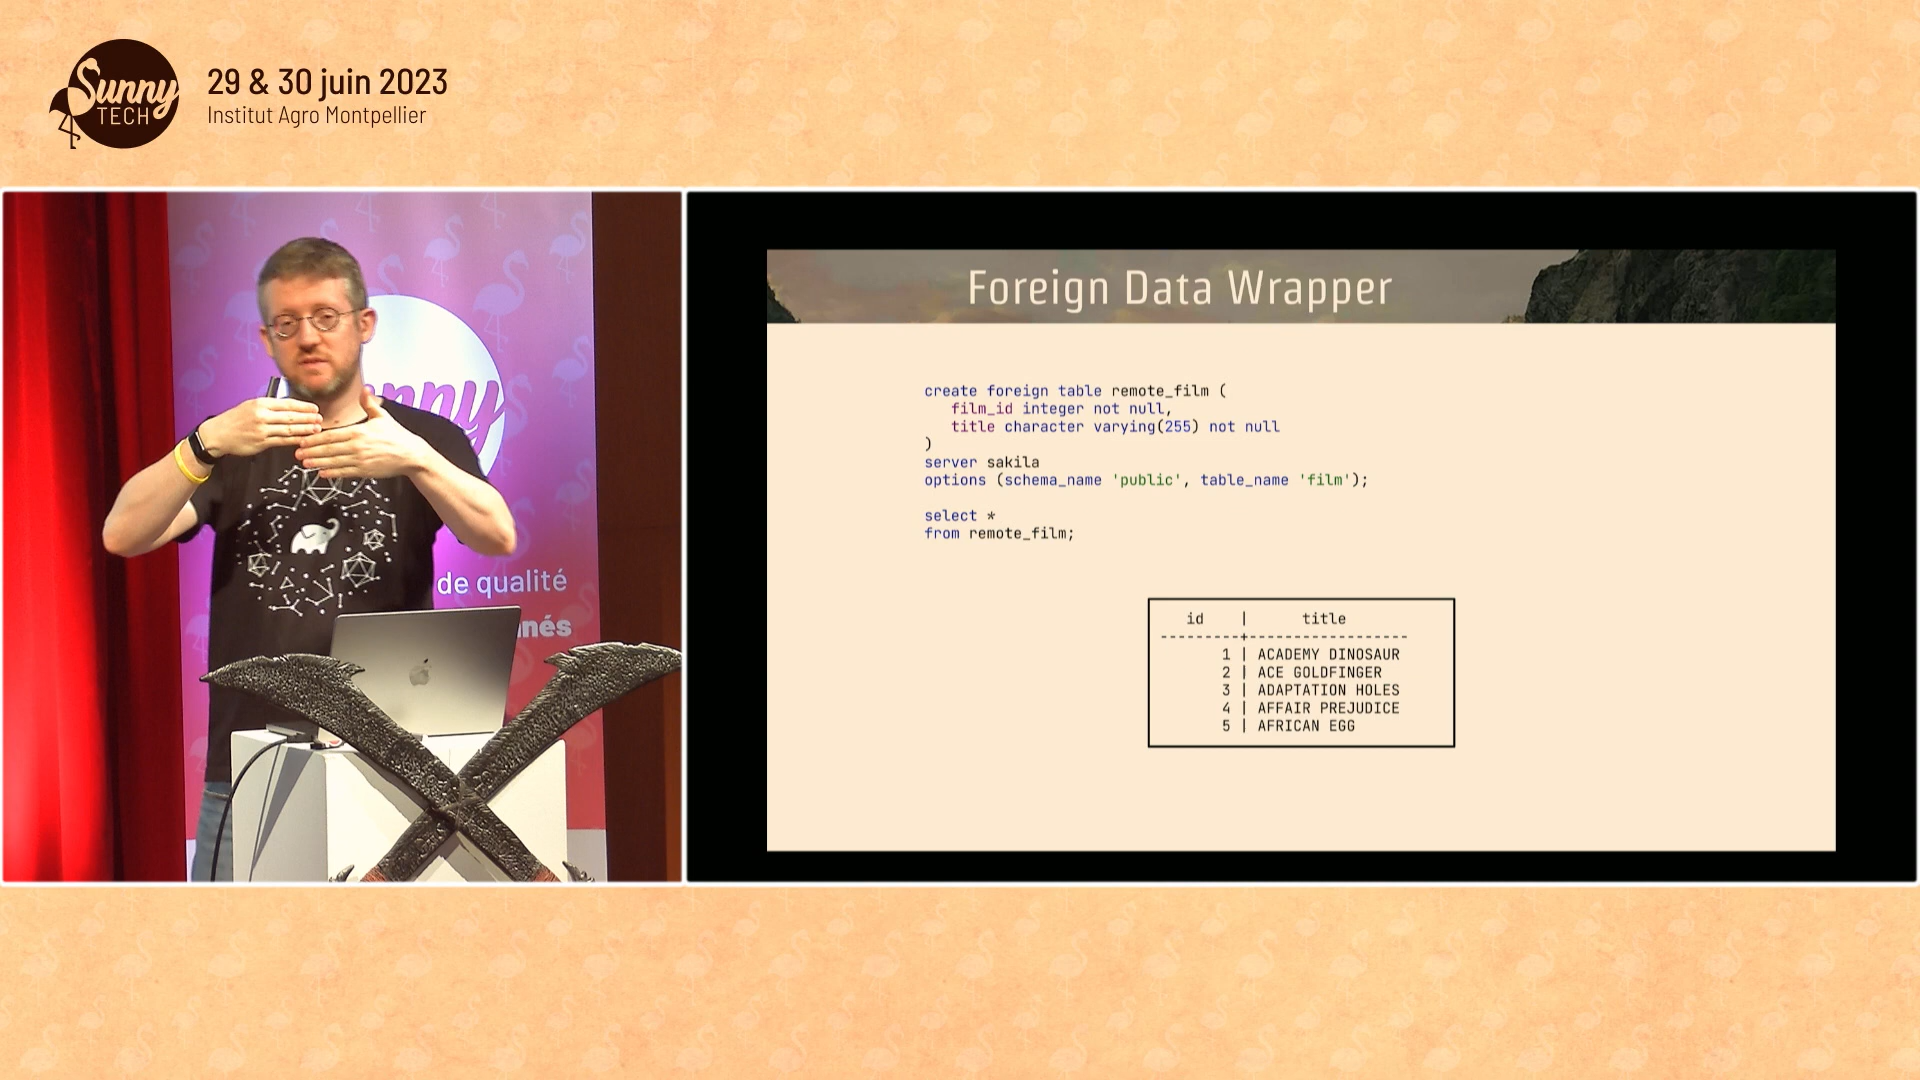 Sunny
TECH
29 & 30 juin 2023
Institut Agro Montpellier
nny
de qualité
nés
Foreign Data Wrapper
create foreign table remote_film (
film_id integer not null,
title character varying(255) not null
)
server sakila
options (schema_name 'public', table_name 'film');
select *
from remote_film;
id | title
---------+------------------
1 | ACADEMY DINOSAUR
2 | ACE GOLDFINGER
3 | ADAPTATION HOLES
4 | AFFAIR PREJUDICE
5 | AFRICAN EGG